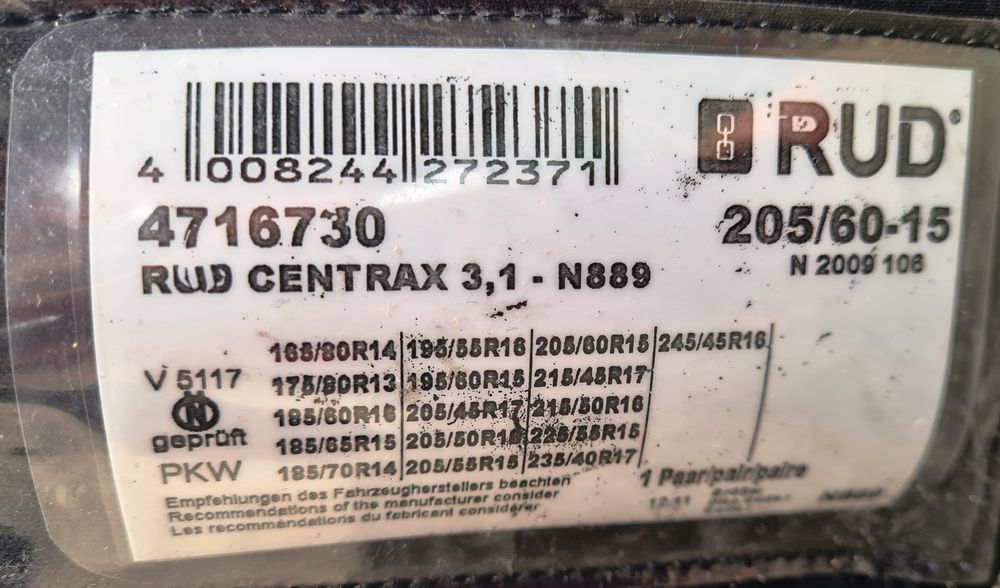 RUD®
4 008244 272371
4716730
205/60-15
RUD CENTRAX 3,1 - N889
N 2009 106
165/80R14 195/55R16 205/60R15 245/45R16
V 5117
175/80R13 195/60R15 215/45R17
N
185/60R16 205/45R17 215/50R16
geprüft
185/65R15 205/50R16 225/55R15
PKW
185/70R14 205/55R15 235/40R17
1 Paar/pair/paire
Empfehlungen des Fahrzeugherstellers beachten
Recommendations of the manufacturer consider
Les recommendations du fabricant considérer